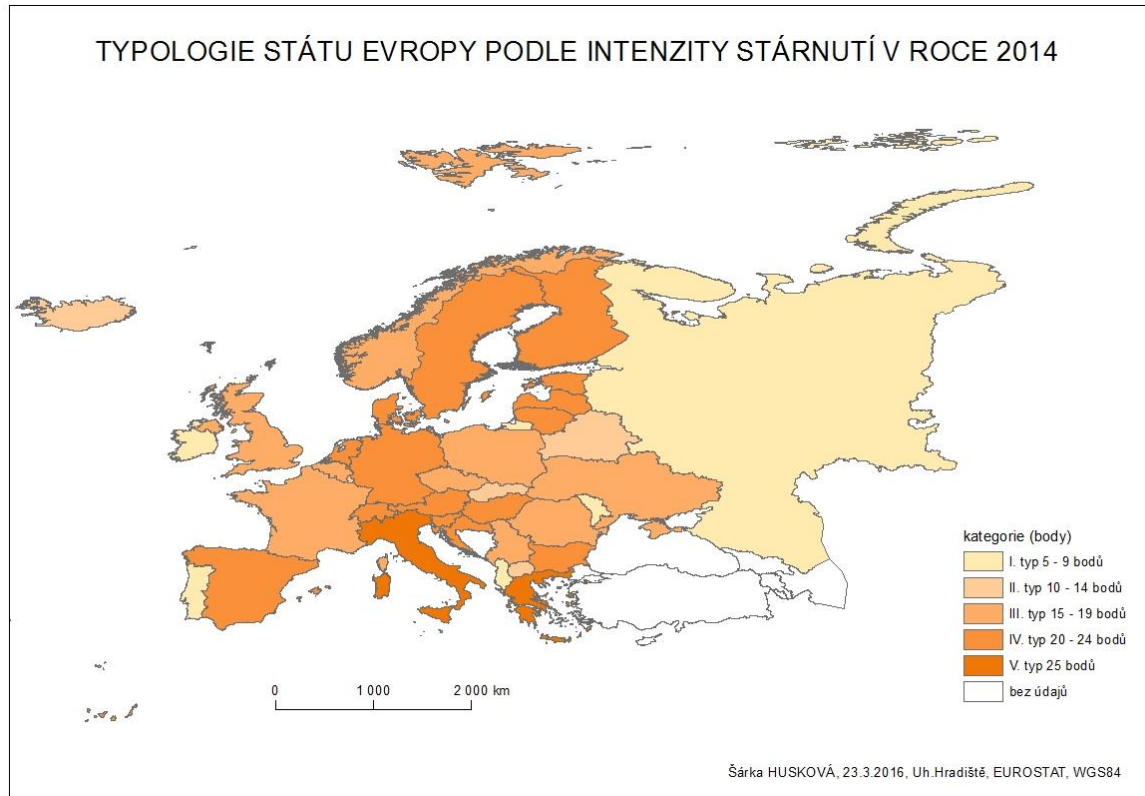 TYPOLOGIE STÁTU EVROPY PODLE INTENZITY STÁRNUTÍ V ROCE 2014
kategorie (body)
I. typ 5 - 9 bodů
II. typ 10 - 14 bodů
III. typ 15 - 19 bodů
IV. typ 20 - 24 bodů
V. typ 25 bodů
bez údajů
0 1 000 2 000 km
Šárka HUSKOVÁ, 23.3.2016, Uh.Hradiště, EUROSTAT, WGS84